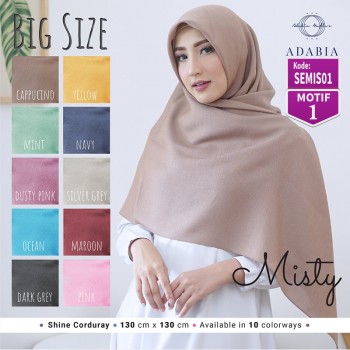 BIG SIZE
ADABIA
Kode:
SEMIS01
MOTIF
1
CAPPUCINO
YELLOW
MINT
NAVY
DUSTY PINK
SILVER GREY
OCEAN
MAROON
DARK GREY
PINK
Misty
Shine Corduray • 130 cm x 130 cm • Available in 10 colorways